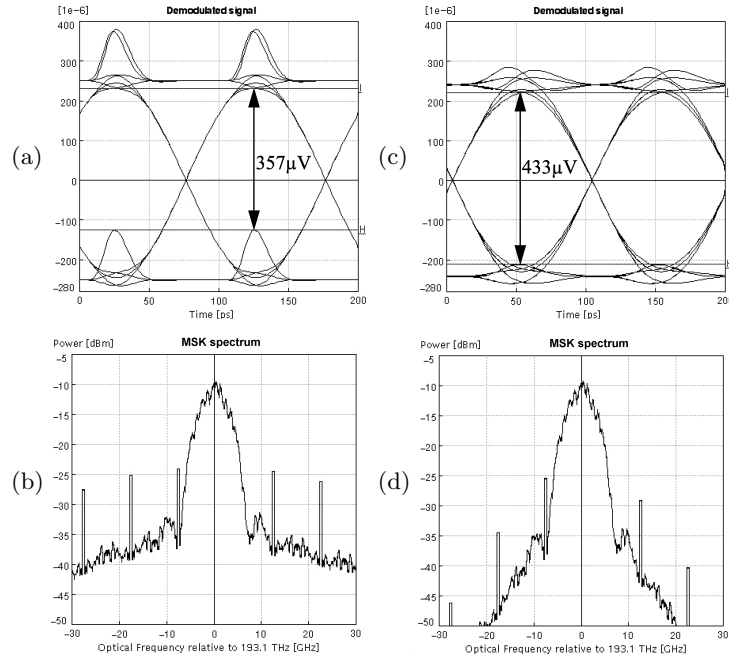 [1e-6] Demodulated signal
400
300
200
100
0
−100
−200
−280
0 50 100 150 200
Time [ps]
357µV
H
(a)
[1e-6] Demodulated signal
400
300
200
100
0
−100
−200
−280
0 50 100 150 200
Time [ps]
433µV
(c)
Power [dBm] MSK spectrum
−5
−10
−15
−20
−25
−30
−35
−40
−45
−50
−30 −20 −10 0 10 20 30
Optical Frequency relative to 193.1 THz [GHz]
(b)
Power [dBm] MSK spectrum
−5
−10
−15
−20
−25
−30
−35
−40
−45
−50
−30 −20 −10 0 10 20 30
Optical Frequency relative to 193.1 THz [GHz]
(d)